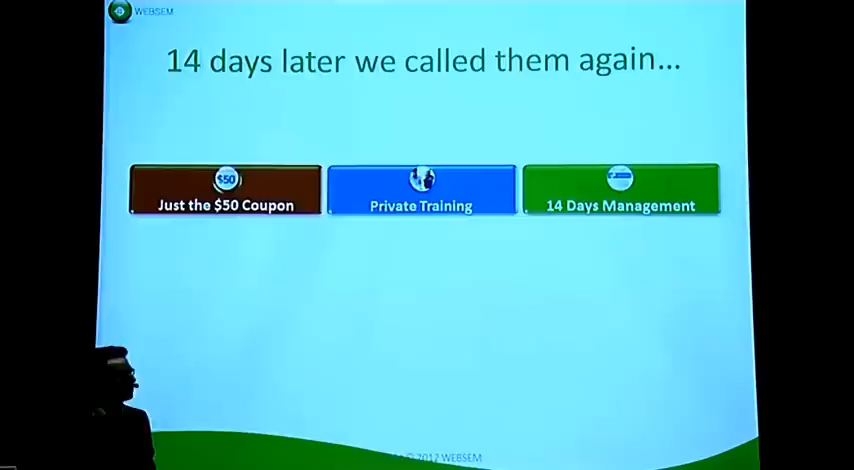 WEBSEM
14 days later we called them again...
$50
Just the $50 Coupon
Private Training
14 Days Management
© 2012 WEBSEM